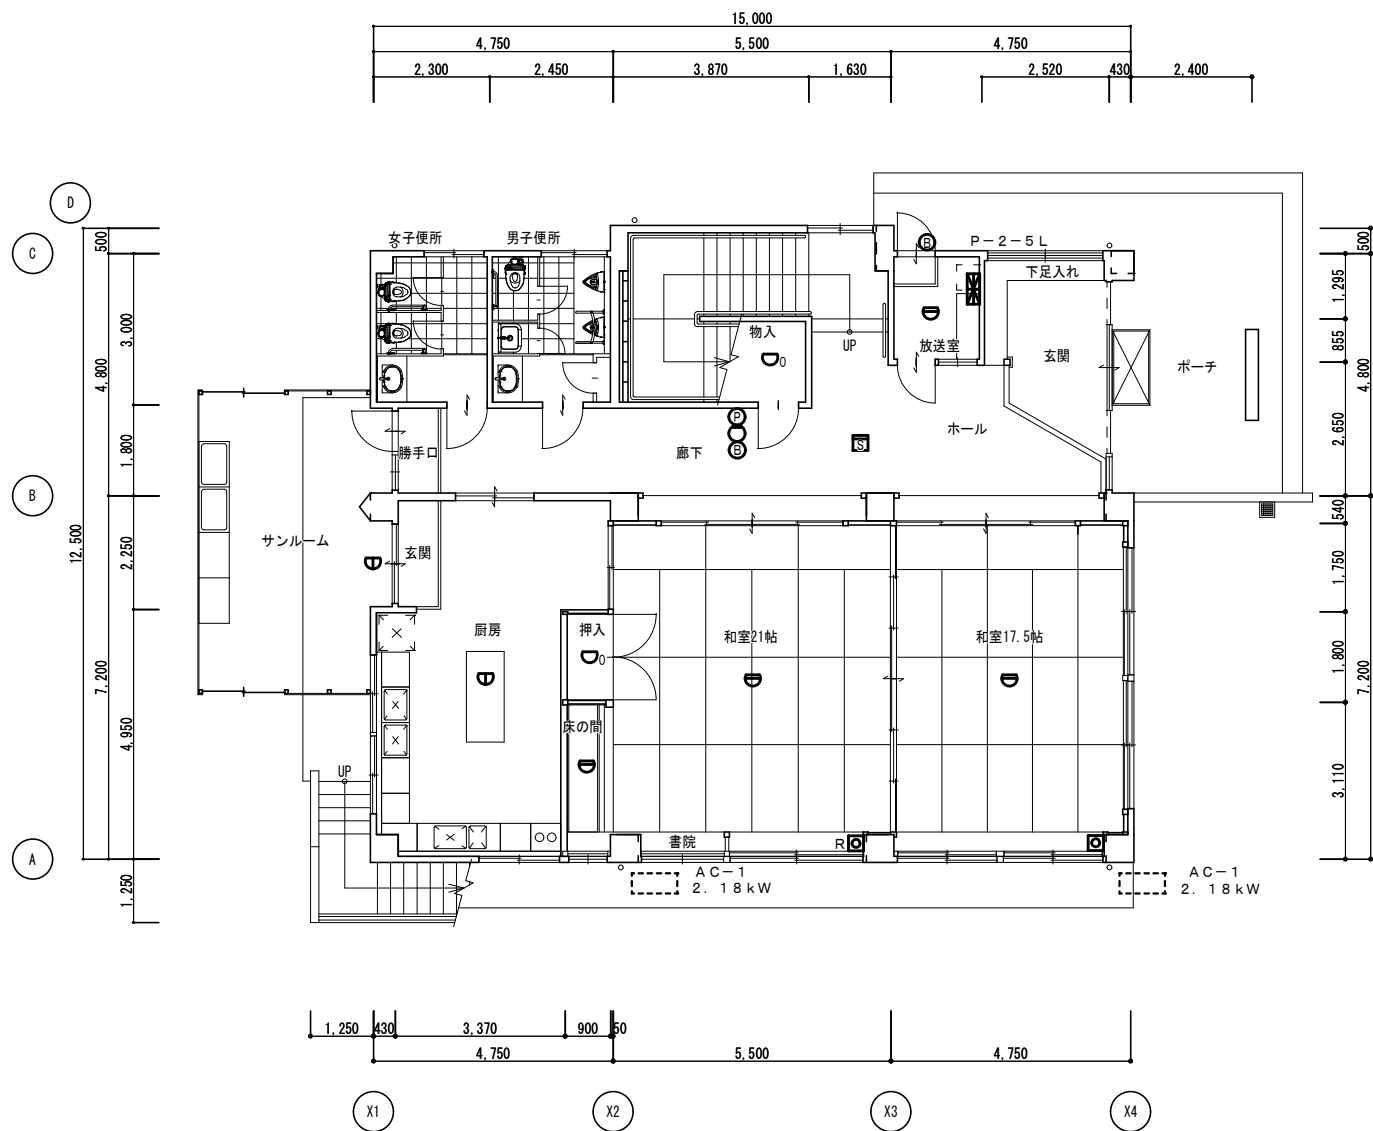 15,000
4,750 5,500 4,750
2,300 2,450 3,870 1,630 2,520 430 2,400
D
C
B
A
500
3,000
4,800
1,800
12,500
2,250
7,200
4,950
1,250
500
1,295
855
4,800
2,650
540
1,750
1,800
7,200
3,110
女子便所 男子便所
P-2-5L
B
下足入れ
物入
O
UP
放送室
玄関
ポーチ
P
B
S
勝手口
廊下
ホール
サンルーム
玄関
厨房
押入
O
和室21帖
和室17.5帖
床の間
UP
書院
R
AC-1
2.18kW
AC-1
2.18kW
1,250 430 3,370 900 50
4,750 5,500 4,750
X1 X2 X3 X4